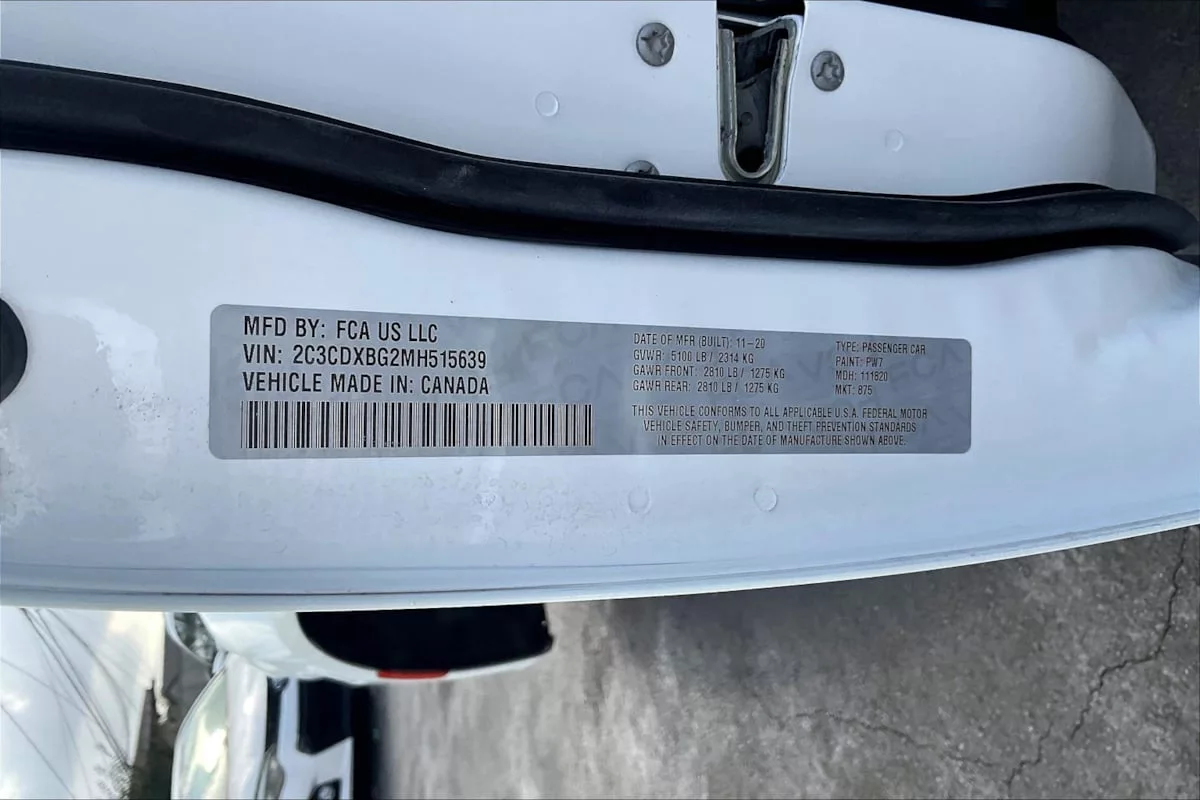 MFD BY: FCA US LLC
VIN: 2C3CDXBG2MH515639
VEHICLE MADE IN: CANADA
DATE OF MFR (BUILT): 11-20
GVWR: 5100 LB / 2314 KG
GAWR FRONT: 2810 LB / 1275 KG
GAWR REAR: 2810 LB / 1275 KG
TYPE: PASSENGER CAR
PAINT: PW7
MDH: 111820
MKT: 875
THIS VEHICLE CONFORMS TO ALL APPLICABLE U.S.A. FEDERAL MOTOR
VEHICLE SAFETY, BUMPER, AND THEFT PREVENTION STANDARDS
IN EFFECT ON THE DATE OF MANUFACTURE SHOWN ABOVE.